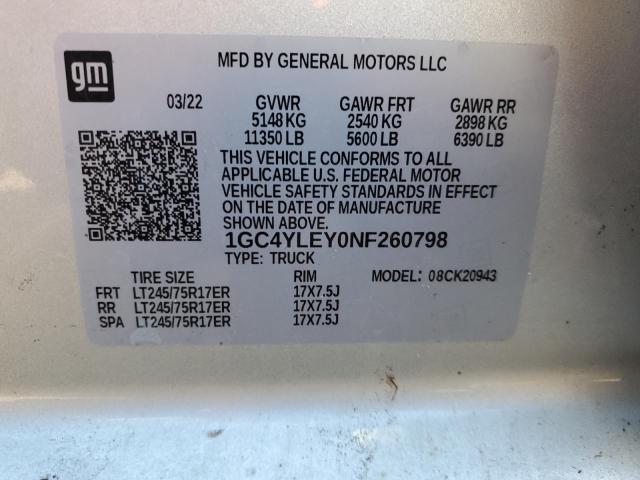 gm
MFD BY GENERAL MOTORS LLC
03/22 GVWR GAWR FRT GAWR RR
5148 KG 2540 KG 2898 KG
11350 LB 5600 LB 6390 LB
THIS VEHICLE CONFORMS TO ALL
APPLICABLE U.S. FEDERAL MOTOR
VEHICLE SAFETY STANDARDS IN EFFECT
ON THE DATE OF MANUFACTURE
SHOWN ABOVE.
1GC4YLEY0NF260798
TYPE: TRUCK
TIRE SIZE RIM MODEL: 08CK20943
FRT LT245/75R17ER 17X7.5J
RR LT245/75R17ER 17X7.5J
SPA LT245/75R17ER 17X7.5J